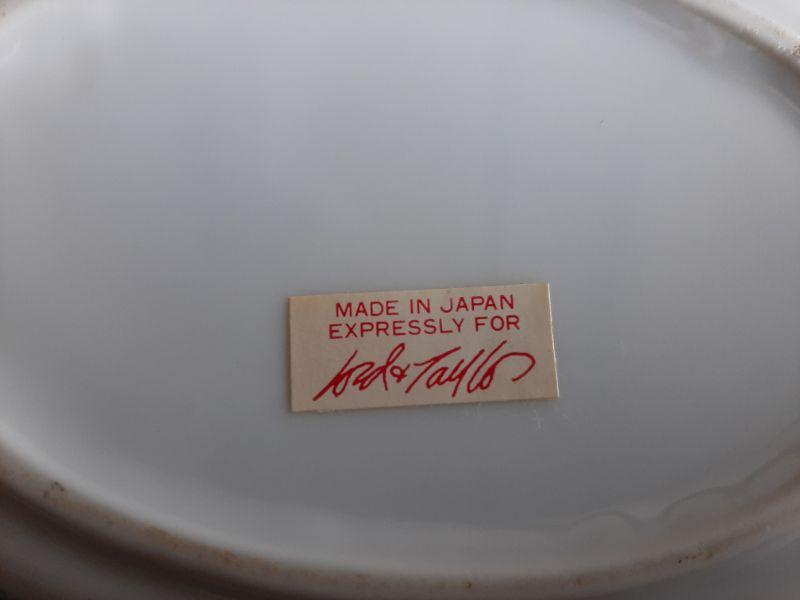 MADE IN JAPAN
EXPRESSLY FOR
Lord & Taylor